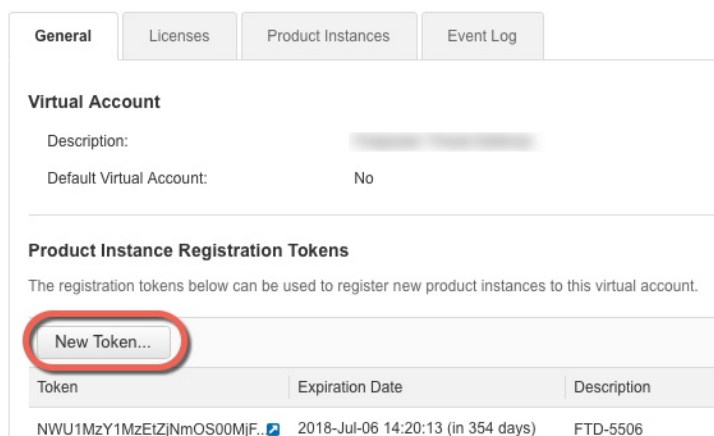 General Licenses Product Instances Event Log
Virtual Account
Description:
Default Virtual Account: No
Product Instance Registration Tokens
The registration tokens below can be used to register new product instances to this virtual account.
New Token...
Token Expiration Date Description
NWU1MzY1MzEtZjNmOS00MjF.. 2018-Jul-06 14:20:13 (in 354 days) FTD-5506